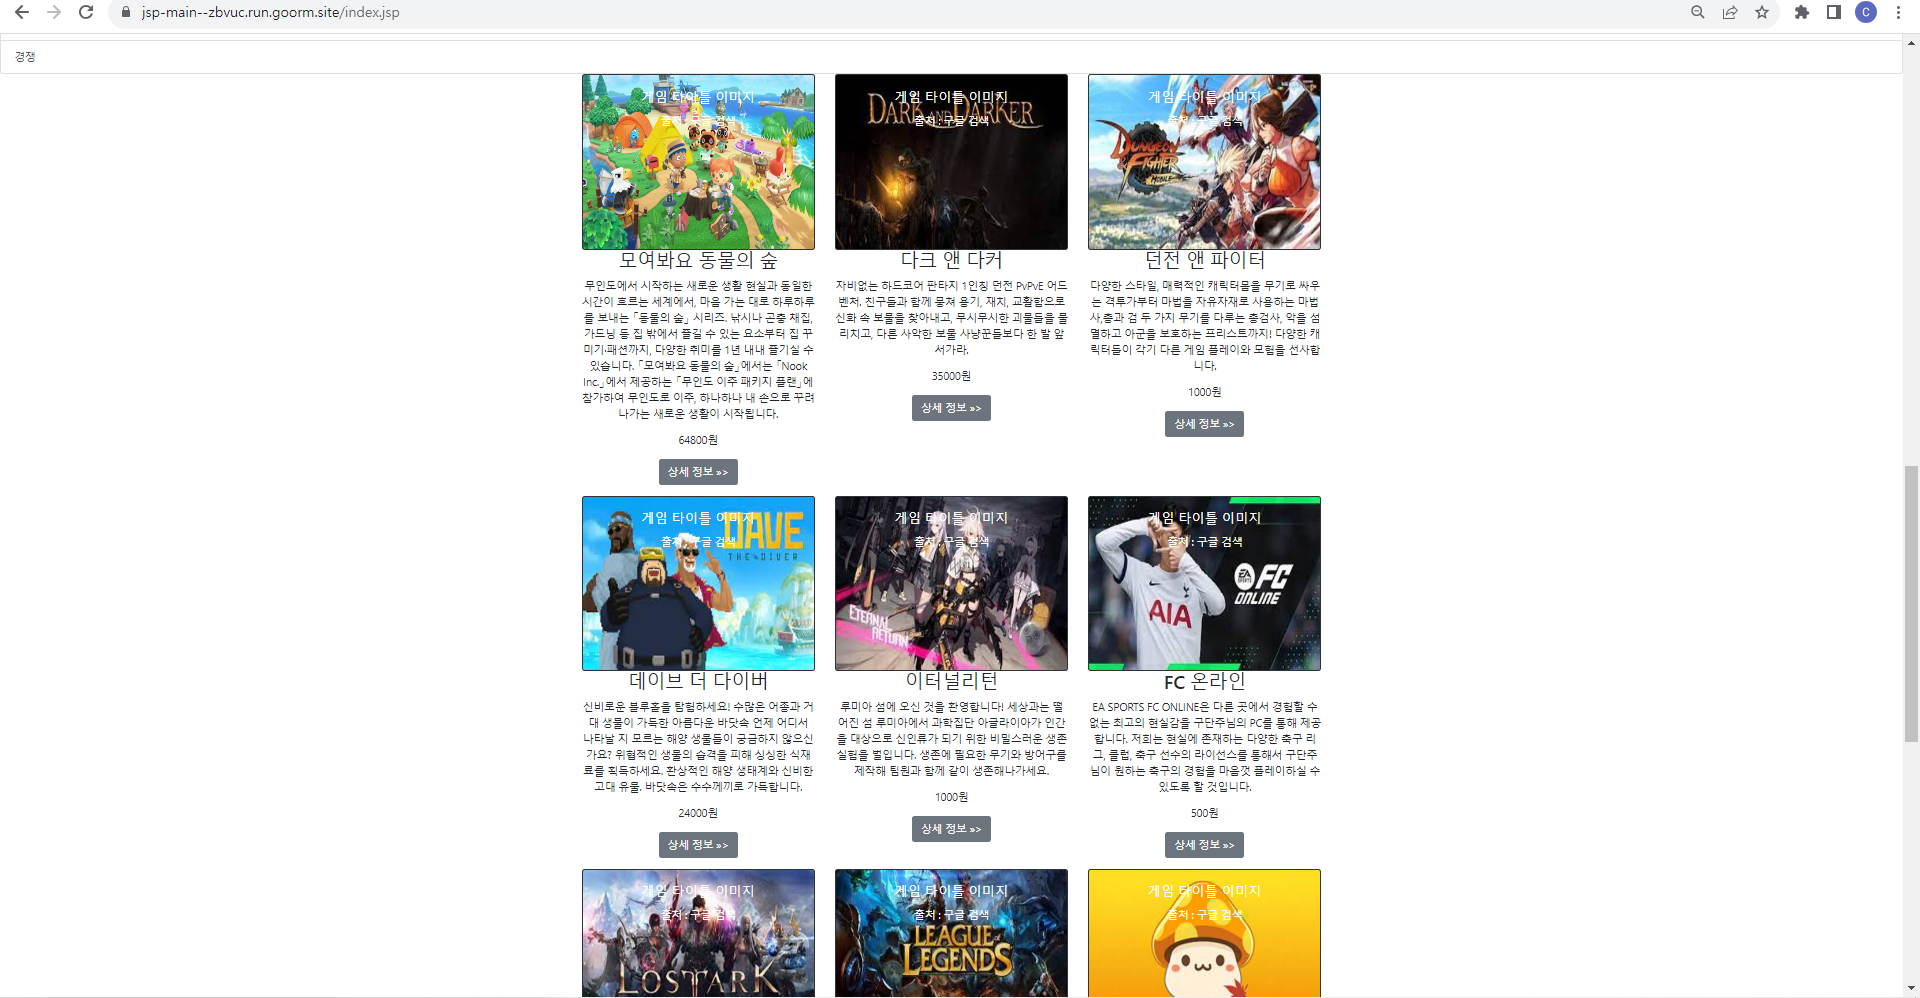 jsp-main--zbvuc.run.goorm.site/index.jsp
C
경쟁
게임 타이틀 이미지
출처 : 구글 검색
모여봐요 동물의 숲
무인도에서 시작하는 새로운 생활 현실과 동일한
시간이 흐르는 세계에서, 마음 가는 대로 하루하루
를 보내는 「동물의 숲」 시리즈. 낚시나 곤충 채집,
가드닝 등 집 밖에서 즐길 수 있는 요소부터 집 꾸
미기·패션까지, 다양한 취미를 1년 내내 즐기실 수
있습니다. 「모여봐요 동물의 숲」에서는 「Nook
Inc.」에서 제공하는 「무인도 이주 패키지 플랜」에
참가하여 무인도로 이주, 하나하나 내 손으로 꾸려
나가는 새로운 생활이 시작됩니다.
64800원
상세 정보 »>
게임 타이틀 이미지
DARK AND DARKER
출처 : 구글 검색
다크 앤 다커
자비없는 하드코어 판타지 1인칭 던전 PvPvE 어드
벤처. 친구들과 함께 뭉쳐 용기, 재치, 교활함으로
신화 속 보물을 찾아내고, 무시무시한 괴물들을 물
리치고, 다른 사악한 보물 사냥꾼들보다 한 발 앞
서가라.
35000원
상세 정보 »>
게임 타이틀 이미지
출처 : 구글 검색
DUNGEON
FIGHTER
MOBILE
던전 앤 파이터
다양한 스타일, 매력적인 캐릭터몸을 무기로 싸우
는 격투가부터 마법을 자유자재로 사용하는 마법
사,총과 검 두 가지 무기를 다루는 총검사, 악을 섬
멸하고 아군을 보호하는 프리스트까지! 다양한 캐
릭터들이 각기 다른 게임 플레이와 모험을 선사합
니다.
1000원
상세 정보 »>
게임 타이틀 이미지
DAVE
출처 : 구글 검색
THE DIVER
데이브 더 다이버
신비로운 블루홀을 탐험하세요! 수많은 어종과 거
대 생물이 가득한 아름다운 바닷속 언제 어디서
나타날 지 모르는 해양 생물들이 궁금하지 않으신
가요? 위협적인 생물의 습격을 피해 싱싱한 식재
료를 획득하세요. 환상적인 해양 생태계와 신비한
고대 유물. 바닷속은 수수께끼로 가득합니다.
24000원
상세 정보 »>
게임 타이틀 이미지
출처 : 구글 검색
ETERNAL
RETURN
이터널리턴
루미아 섬에 오신 것을 환영합니다! 세상과는 떨
어진 섬 루미아에서 과학집단 아글라이아가 인간
을 대상으로 신인류가 되기 위한 비밀스러운 생존
실험을 벌입니다. 생존에 필요한 무기와 방어구를
제작해 팀원과 함께 같이 생존해나가세요.
1000원
상세 정보 »>
게임 타이틀 이미지
출처 : 구글 검색
EA SPORTS FC
ONLINE
AIA
FC 온라인
EA SPORTS FC ONLINE은 다른 곳에서 경험할 수
없는 최고의 현실감을 구단주님의 PC를 통해 제공
합니다. 저희는 현실에 존재하는 다양한 축구 리
그, 클럽, 축구 선수의 라이선스를 통해서 구단주
님이 원하는 축구의 경험을 마음껏 플레이하실 수
있도록 할 것입니다.
500원
상세 정보 »>
게임 타이틀 이미지
출처 : 구글 검색
LOSTARK
게임 타이틀 이미지
출처 : 구글 검색
LEAGUE OF
LEGENDS
게임 타이틀 이미지
출처 : 구글 검색